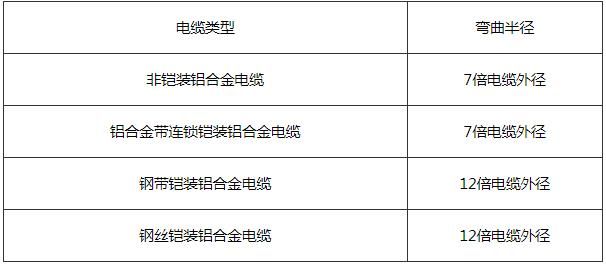 电缆类型 弯曲半径
非铠装铝合金电缆 7倍电缆外径
铝合金带连锁铠装铝合金电缆 7倍电缆外径
钢带铠装铝合金电缆 12倍电缆外径
钢丝铠装铝合金电缆 12倍电缆外径